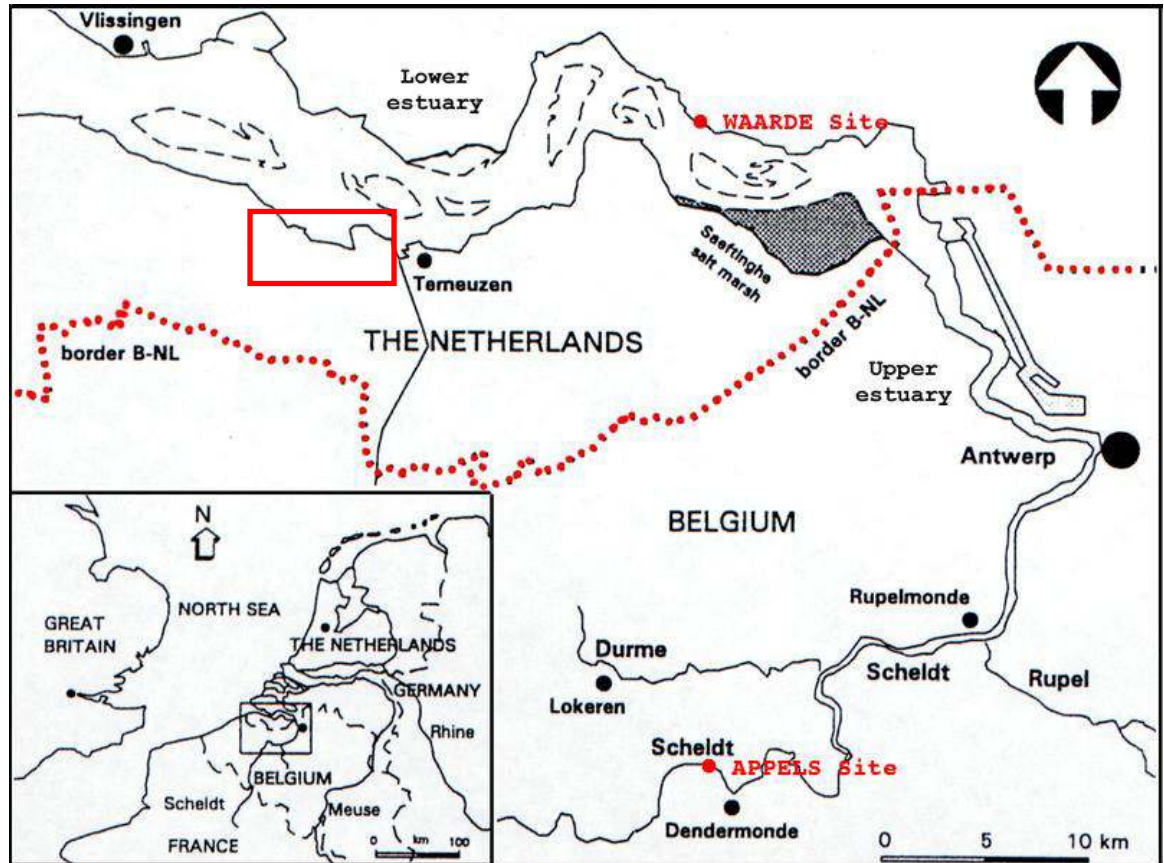 Vlissingen
Lower
estuary
WAARDE Site
Saeftinghe
salt marsh
Terneuzen
THE NETHERLANDS
border B-NL
border B-NL
Upper
estuary
Antwerp
BELGIUM
Rupelmonde
Durme
Scheldt
Rupel
Lokeren
Scheldt
APPELS Site
Dendermonde
0 5 10 km
N
NORTH SEA
GREAT
BRITAIN
THE NETHERLANDS
GERMANY
Rhine
BELGIUM
Scheldt
Meuse
FRANCE
0 km 100